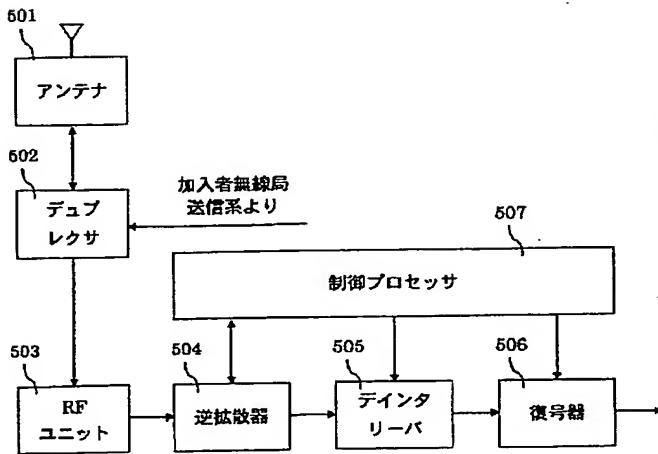 501
アンテナ
502
デュプ
レクサ
加入者無線局
送信系より
507
制御プロセッサ
503
RF
ユニット
504
逆拡散器
505
デインタ
リーバ
506
復号器